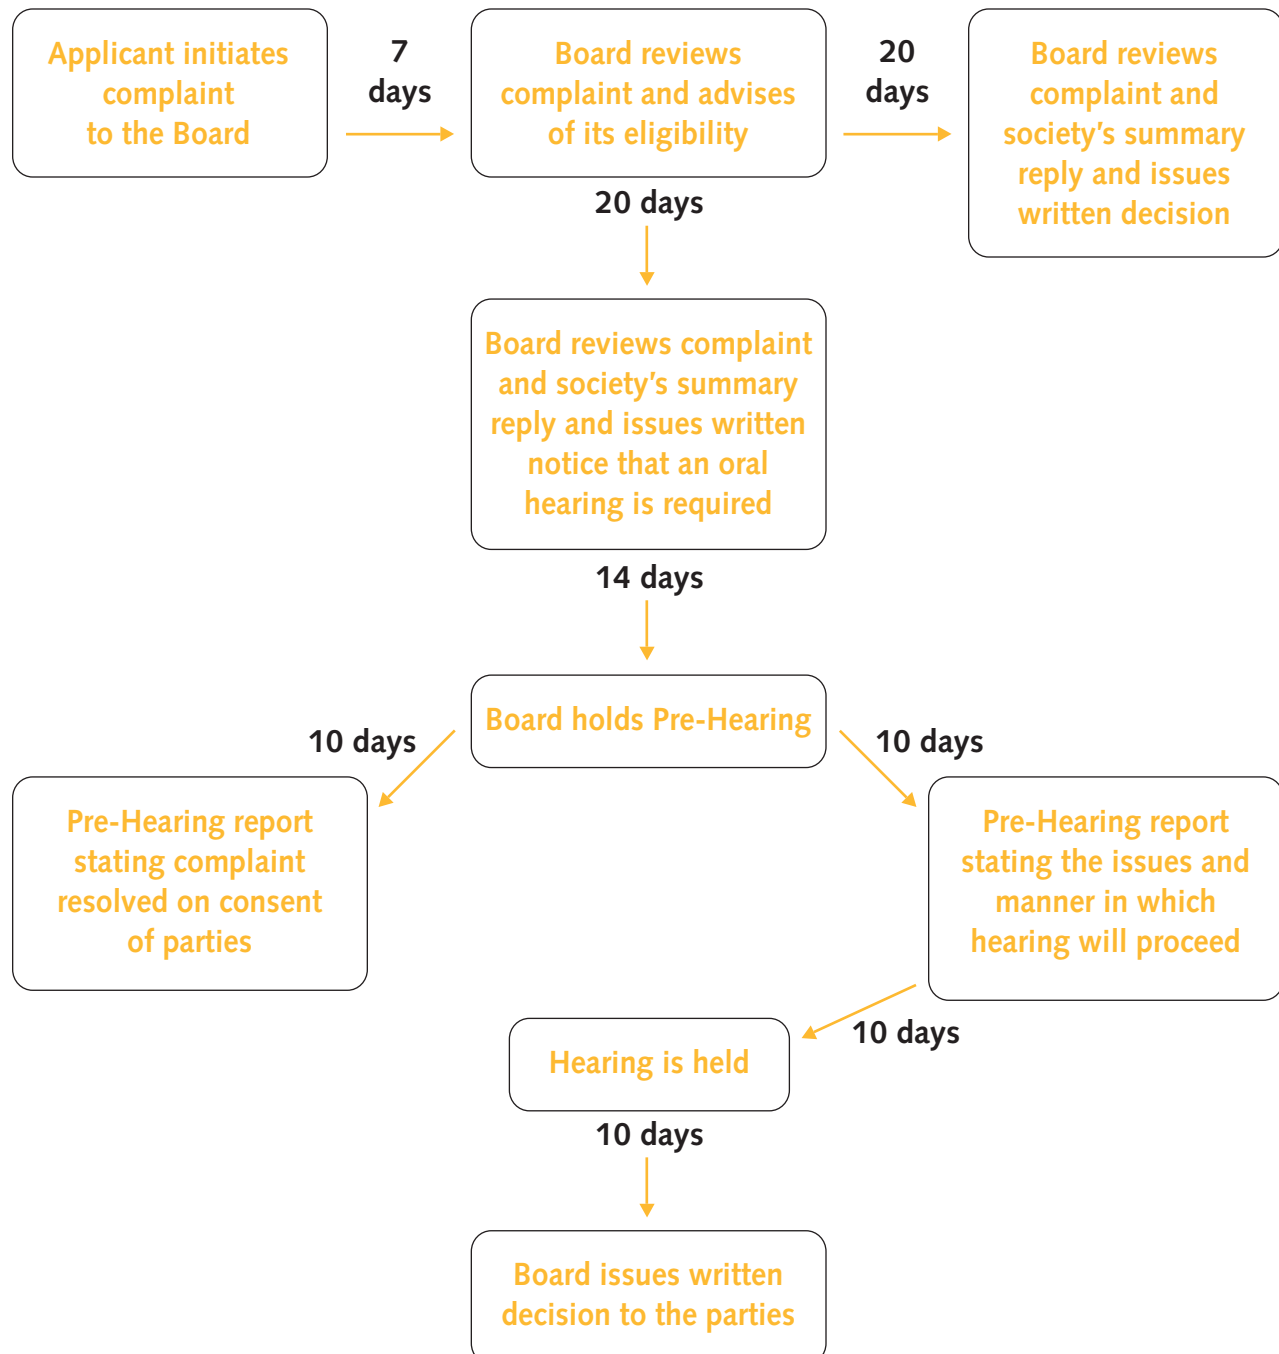 Applicant initiates
complaint
to the Board
7
days
Board reviews
complaint and advises
of its eligibility
20
days
Board reviews
complaint and
society’s summary
reply and issues
written decision
20 days
Board reviews complaint
and society’s summary
reply and issues written
notice that an oral
hearing is required
14 days
Board holds Pre-Hearing
10 days
10 days
Pre-Hearing report
stating complaint
resolved on consent
of parties
Pre-Hearing report
stating the issues and
manner in which
hearing will proceed
10 days
Hearing is held
10 days
Board issues written
decision to the parties